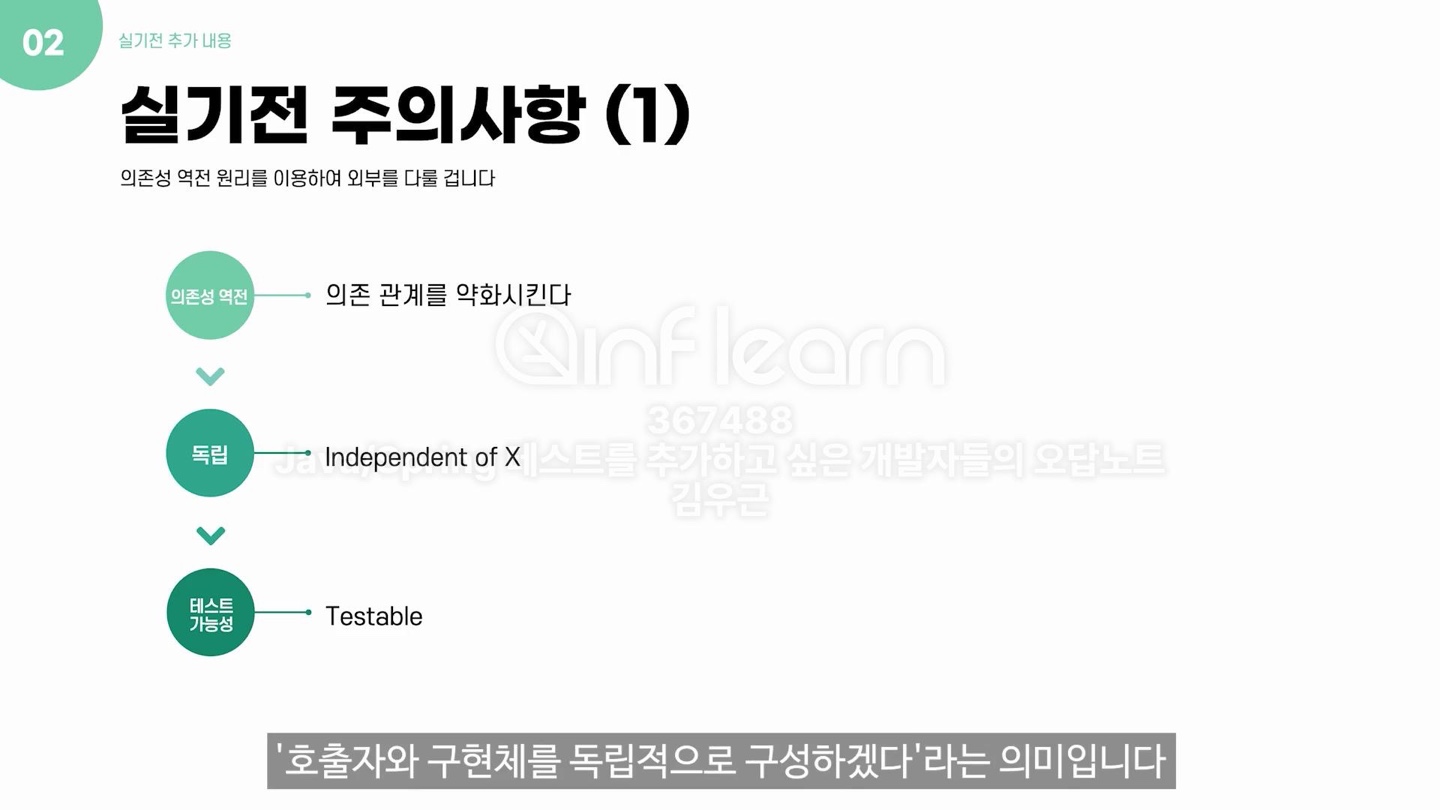 02
실기전 추가 내용
실기전 주의사항 (1)
의존성 역전 원리를 이용하여 외부를 다룰 겁니다
의존성 역전
의존 관계를 약화시킨다
inflearn
367488
Java/Spring 테스트를 추가하고 싶은 개발자들의 오답노트
김우근
독립
Independent of X
테스트
가능성
Testable
'호출자와 구현체를 독립적으로 구성하겠다'라는 의미입니다